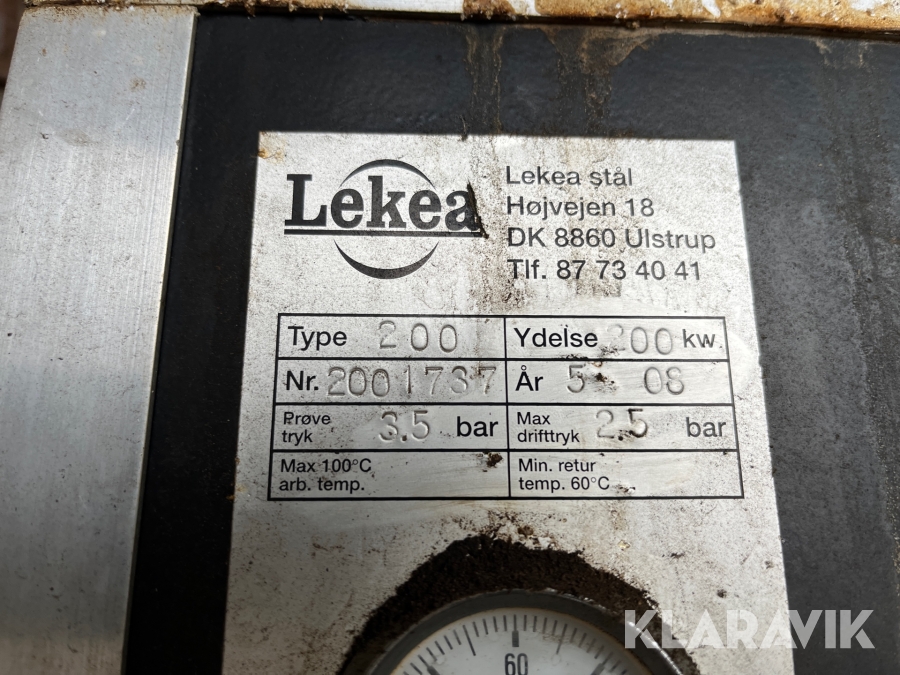 Lekea
Lekea stål
Højvejen 18
DK 8860 Ulstrup
Tlf. 87 73 40 41
Type 200
Ydelse 200 kw.
Nr. 2001737
År 5 08
Prøve
tryk 3.5 bar
Max
drifttryk 2.5 bar
Max 100°C
arb. temp.
Min. retur
temp. 60°C
60
KLARAVIK